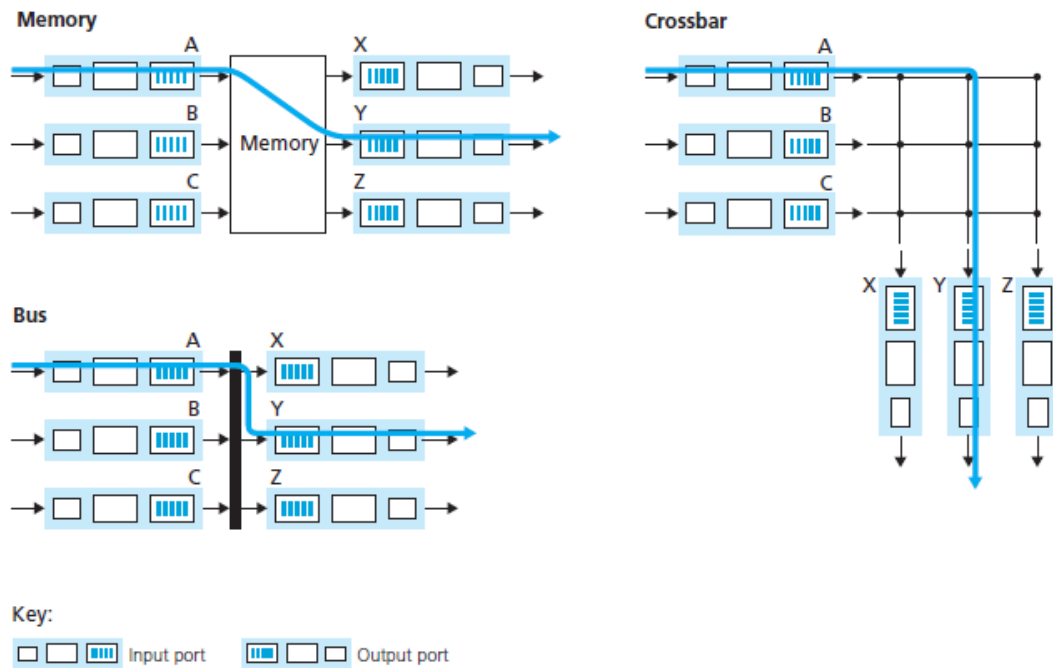 Memory
A
X
B
Y
Memory
C
Z
Crossbar
A
B
C
X
Y
Z
Bus
A
X
B
Y
C
Z
Key:
Input port
Output port